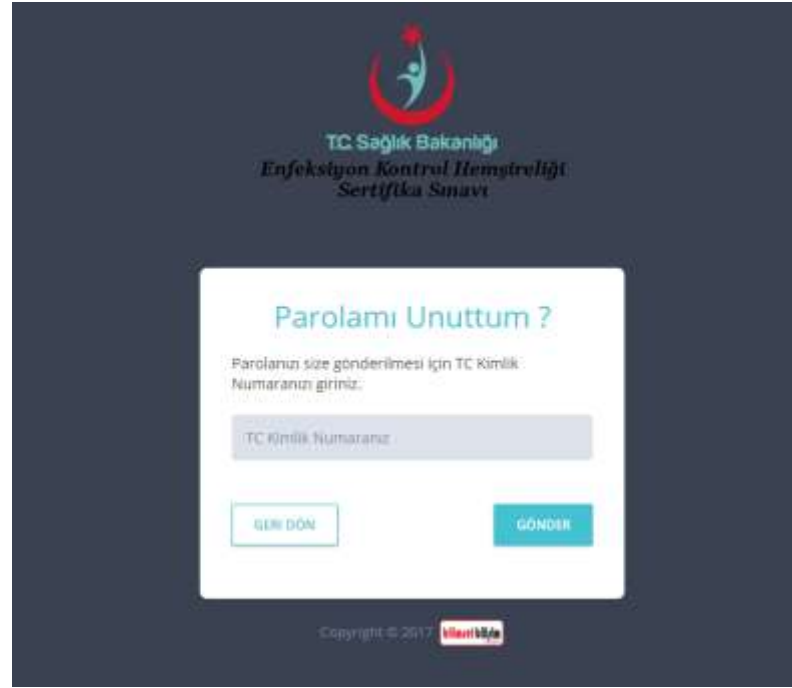 TC Sağlık Bakanlığı
Enfeksiyon Kontrol Hemşireliği
Sertifika Sınavı
Parolamı Unuttum ?
Parolanızı size gönderilmesi için TC Kimlik
Numaranızı giriniz.
TC Kimlik Numaranız
GERİ DÖN
GÖNDER
Copyright © 2017